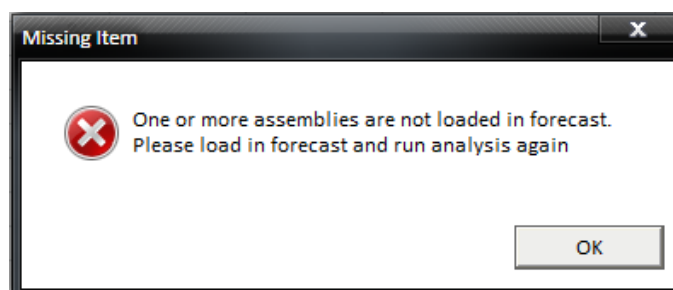 Missing Item
X
One or more assemblies are not loaded in forecast.
Please load in forecast and run analysis again
OK